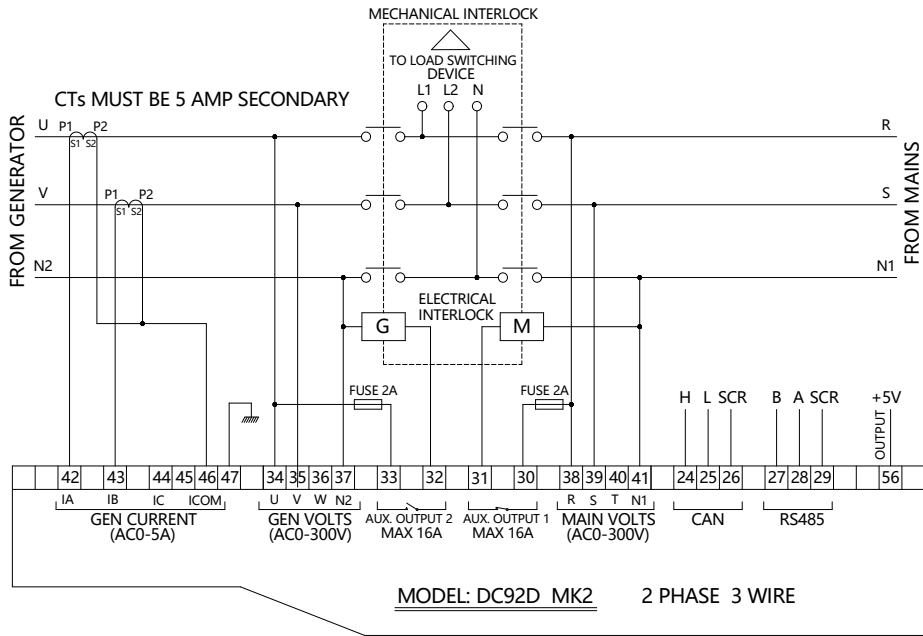 MECHANICAL INTERLOCK
TO LOAD SWITCHING
DEVICE
L1 L2 N
CTs MUST BE 5 AMP SECONDARY
U P1 P2 R
S1 S2
V P1 P2 S
S1 S2
N2 N1
FROM GENERATOR
FROM MAINS
ELECTRICAL
INTERLOCK
G M
FUSE 2A FUSE 2A
H L SCR B A SCR +5V
OUTPUT
42 43 44 45 46 47 34 35 36 37 33 32 31 30 38 39 40 41 24 25 26 27 28 29 56
IA IB IC ICOM U V W N2 R S T N1
GEN CURRENT
(AC0-5A)
GEN VOLTS
(AC0-300V)
AUX. OUTPUT 2
MAX 16A
AUX. OUTPUT 1
MAX 16A
MAIN VOLTS
(AC0-300V)
CAN
RS485
MODEL: DC92D MK2 2 PHASE 3 WIRE